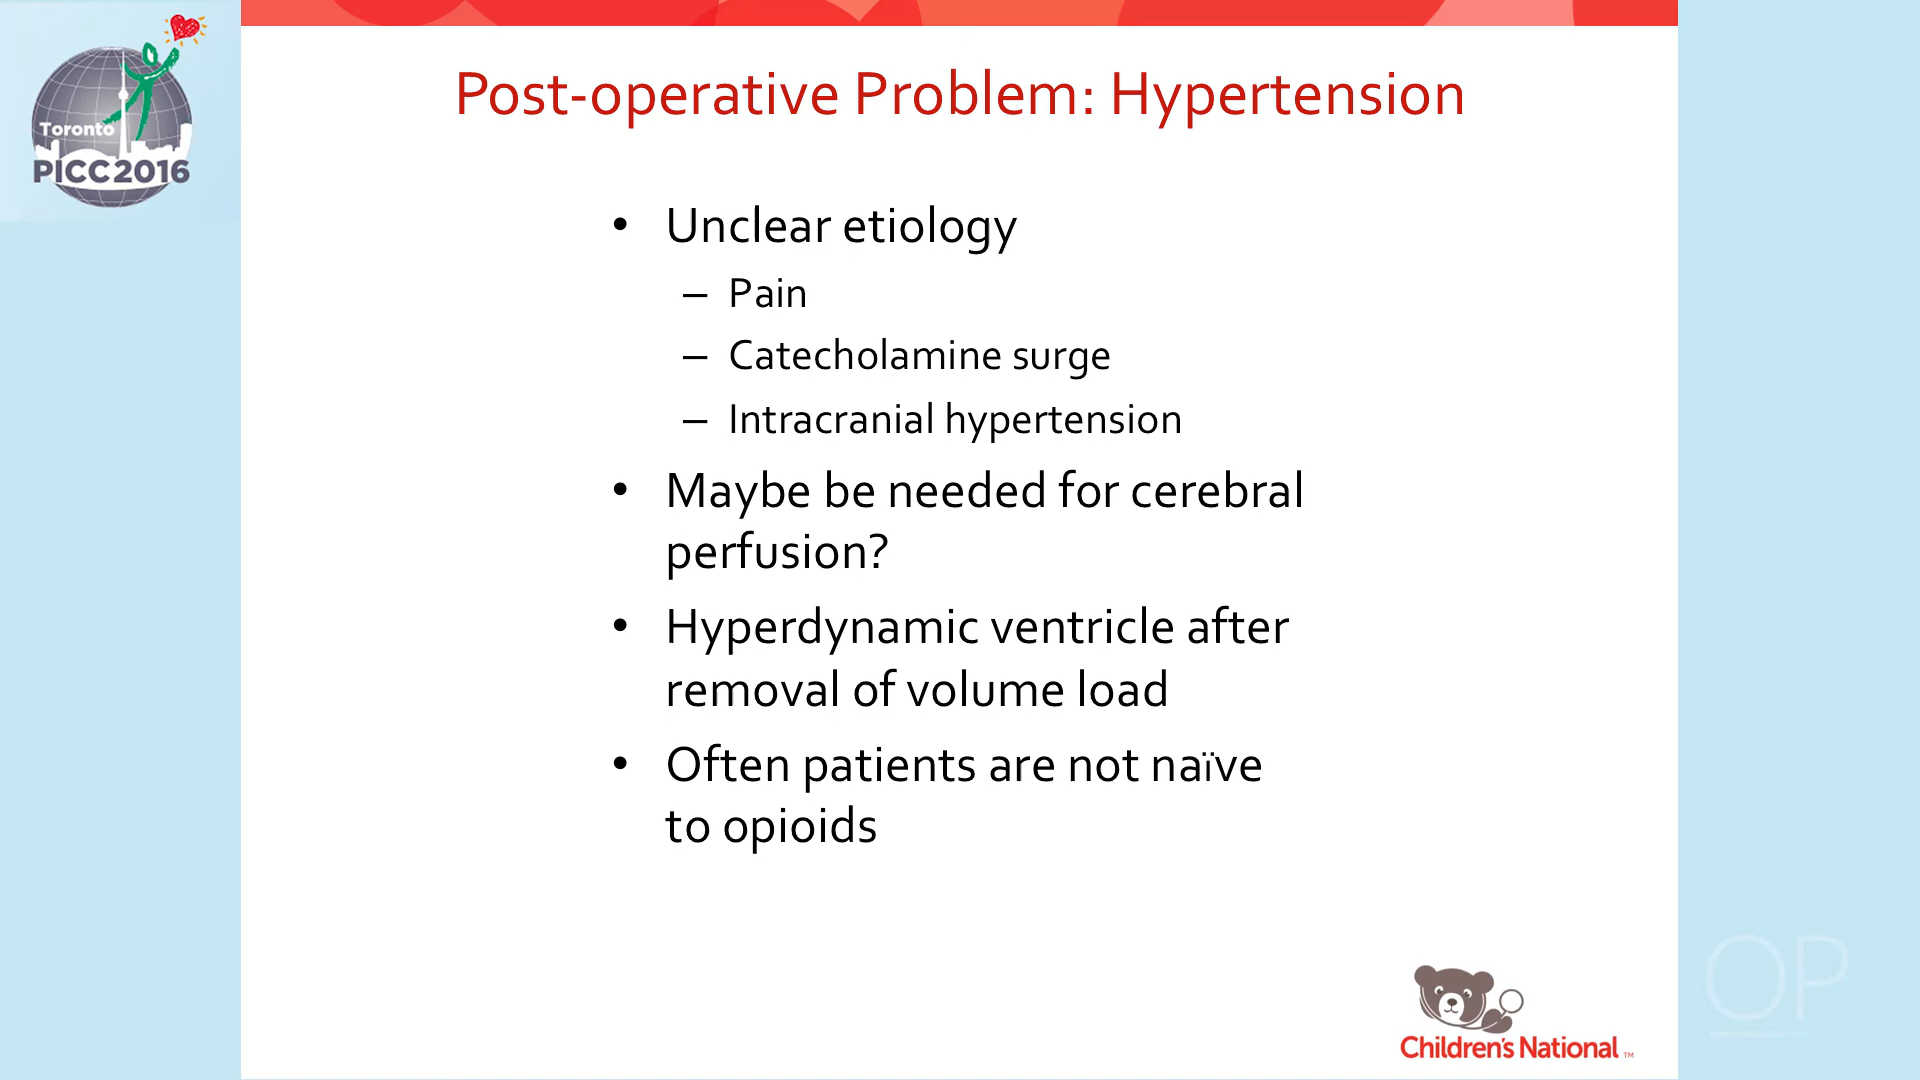 Toronto
PICC2016
Post-operative Problem: Hypertension
• Unclear etiology
– Pain
– Catecholamine surge
– Intracranial hypertension
• Maybe be needed for cerebral
perfusion?
• Hyperdynamic ventricle after
removal of volume load
• Often patients are not naïve
to opioids
Children's National ™
OP